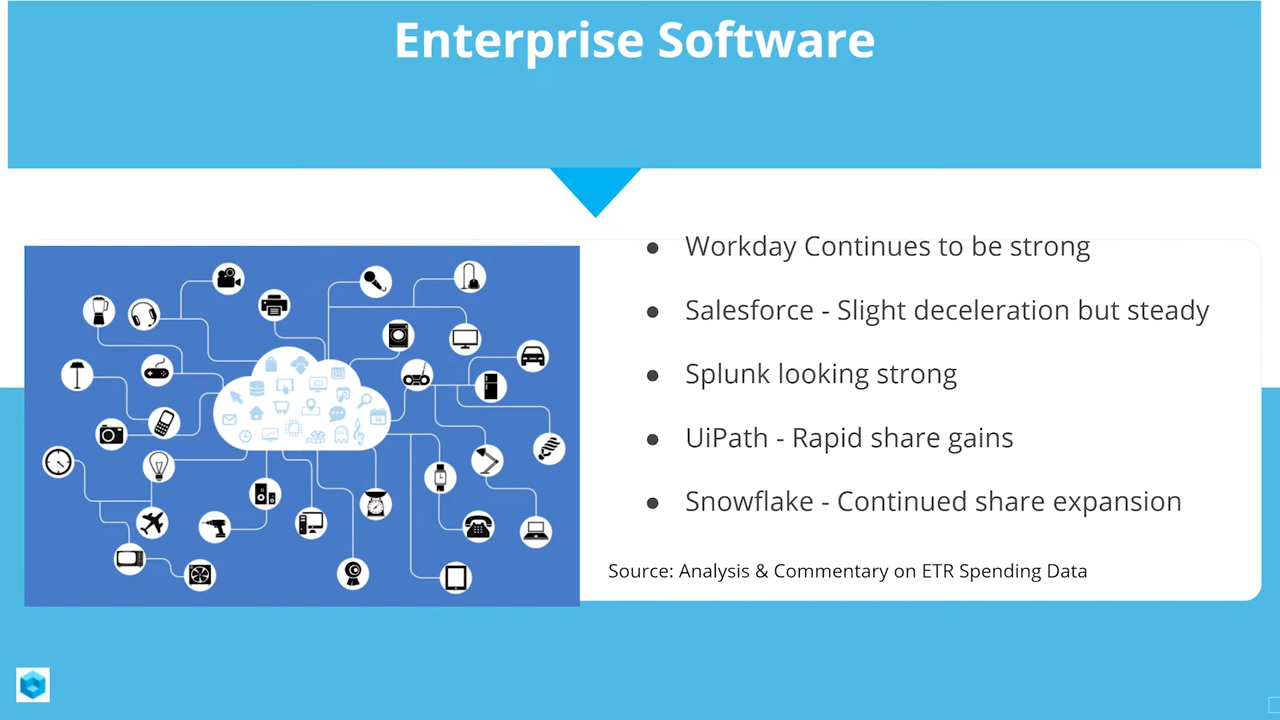 Enterprise Software
● Workday Continues to be strong
● Salesforce - Slight deceleration but steady
● Splunk looking strong
● UiPath - Rapid share gains
● Snowflake - Continued share expansion
Source: Analysis & Commentary on ETR Spending Data